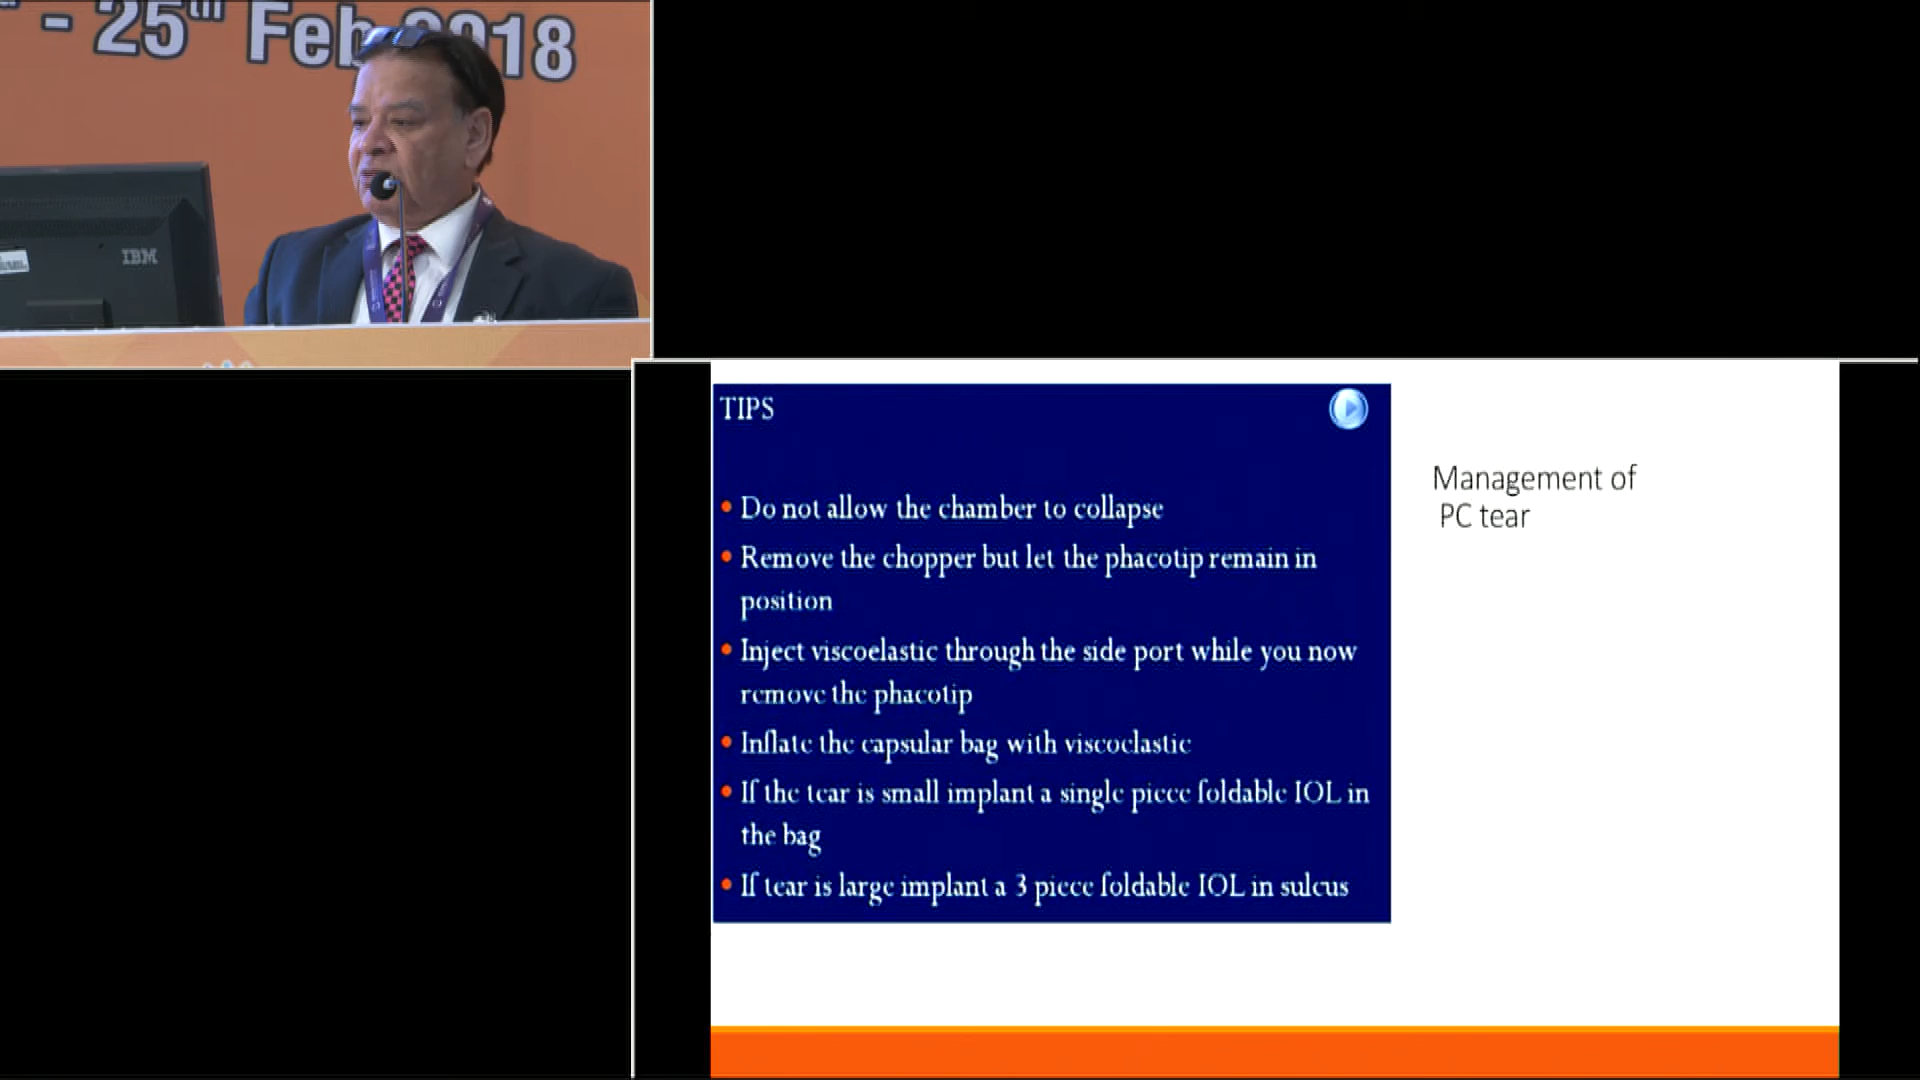 - 25th Feb 2018
IBM
TIPS
• Do not allow the chamber to collapse
• Remove the chopper but let the phacotip remain in
position
• Inject viscoelastic through the side port while you now
remove the phacotip
• Inflate the capsular bag with viscoelastic
• If the tear is small implant a single piece foldable IOL in
the bag
• If tear is large implant a 3 piece foldable IOL in sulcus
Management of
PC tear